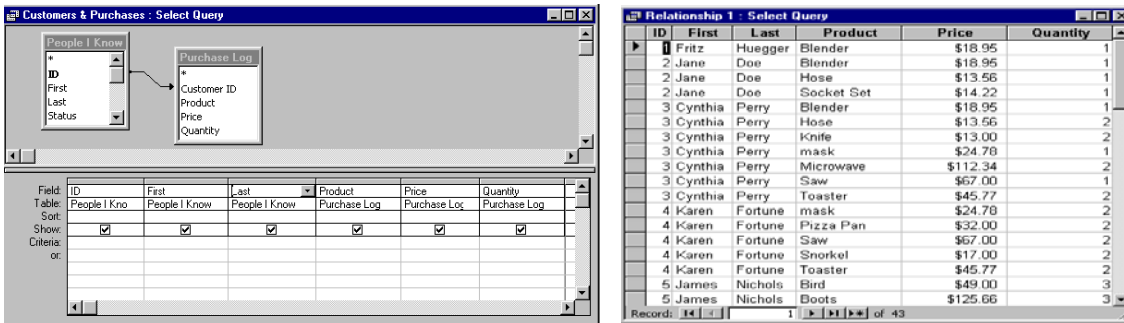 Customers & Purchases : Select Query
People I Know
*
ID
First
Last
Status
Purchase Log
*
Customer ID
Product
Price
Quantity
Field: ID First Last Product Price Quantity
Table: People I Kno People I Know People I Know Purchase Log Purchase Log Purchase Log
Sort:
Show:
Criteria:
or:
Relationship 1 : Select Query
ID First Last Product Price Quantity
1 Fritz Huegger Blender $18.95 1
2 Jane Doe Blender $18.95 1
2 Jane Doe Hose $13.56 1
2 Jane Doe Socket Set $14.22 1
3 Cynthia Perry Blender $18.95 1
3 Cynthia Perry Hose $13.56 2
3 Cynthia Perry Knife $13.00 2
3 Cynthia Perry mask $24.78 1
3 Cynthia Perry Microwave $112.34 2
3 Cynthia Perry Saw $67.00 1
3 Cynthia Perry Toaster $45.77 2
4 Karen Fortune mask $24.78 2
4 Karen Fortune Pizza Pan $32.00 2
4 Karen Fortune Saw $67.00 2
4 Karen Fortune Snorkel $17.00 2
4 Karen Fortune Toaster $45.77 2
5 James Nichols Bird $49.00 3
5 James Nichols Boots $125.66 3
Record: 1 of 43